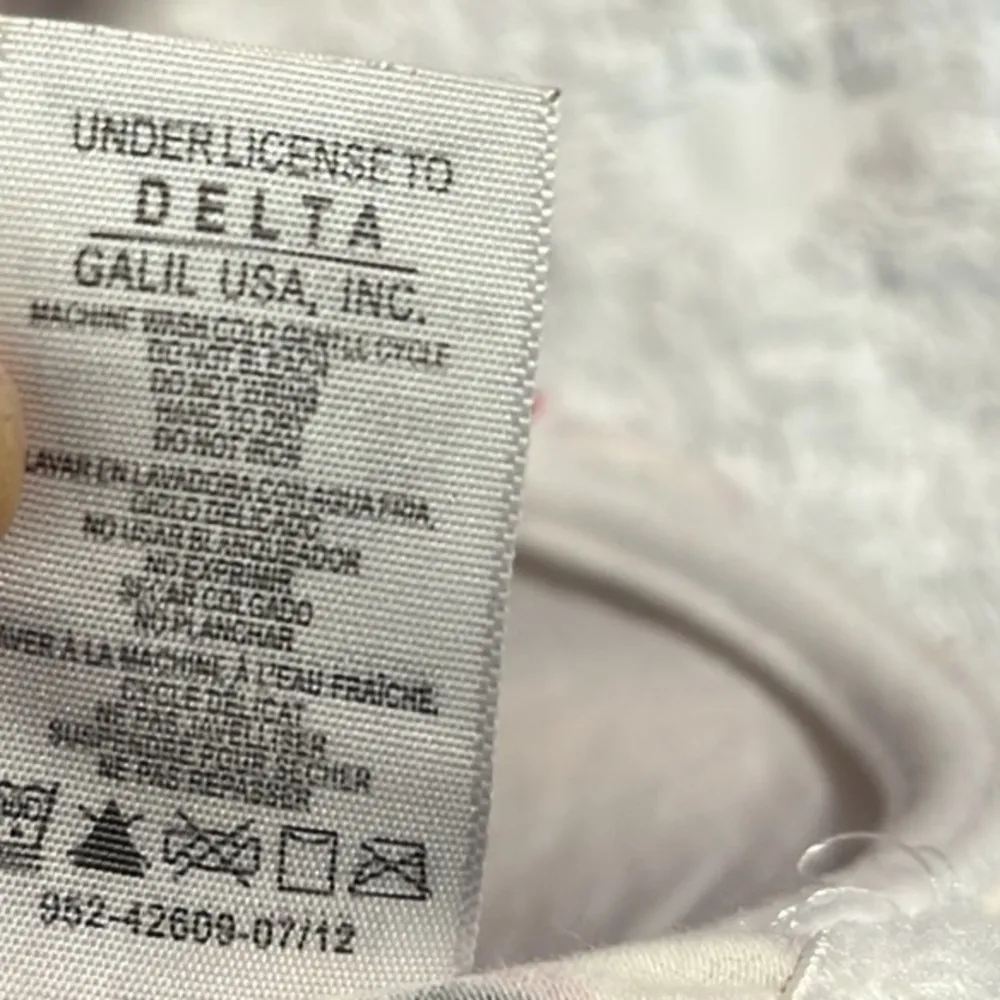 UNDER LICENSE TO
DELTA
GALIL USA, INC.
MACHINE WASH COLD GENTLE CYCLE
DO NOT BLEACH
DO NOT WRING
HANG TO DRY
DO NOT IRON
LAVAR EN LAVADORA CON AGUA FRIA,
CICLO DELICADO
NO USAR BLANQUEADOR
NO EXPRIMIR
SECAR COLGADO
NO PLANCHAR
VER À LA MACHINE, À L'EAU FRAÎCHE,
CYCLE DÉLICAT
NE PAS JAVELLISER
SUSPENDRE POUR SÉCHER
NE PAS REPASSER
952-42609-07/12